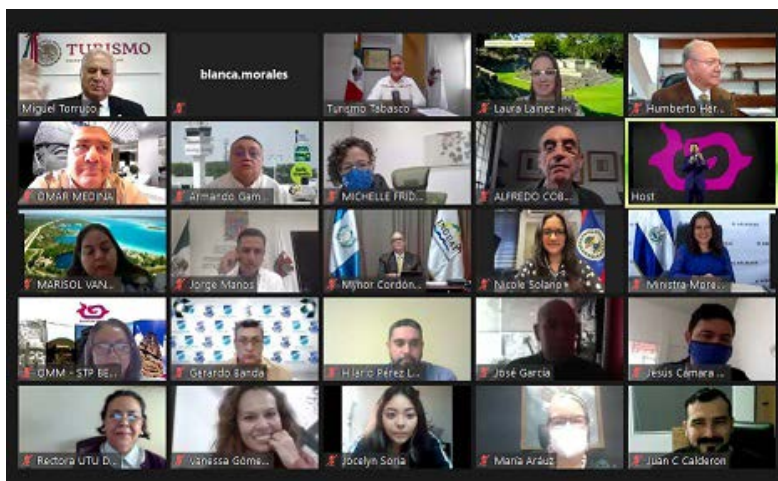 TURISMO
Miguel Torruco
blanca.morales
Turismo Tabasco
Laura Lainez HN
Humberto Her...
OMAR MEDINA
Armando Gam...
MICHELLE FRID...
ALFREDO COB...
Host
MARISOL VAN...
Jorge Manos
Mynor Cordón...
Nicole Solano
Ministra More...
OMM - STP BE...
Gerardo Banda
Hilario Pérez L...
José García
Jesús Cámara ...
Rectora UTU D...
Vanessa Góme...
Jocelyn Soria
María Aráuz
Juan C Calderon